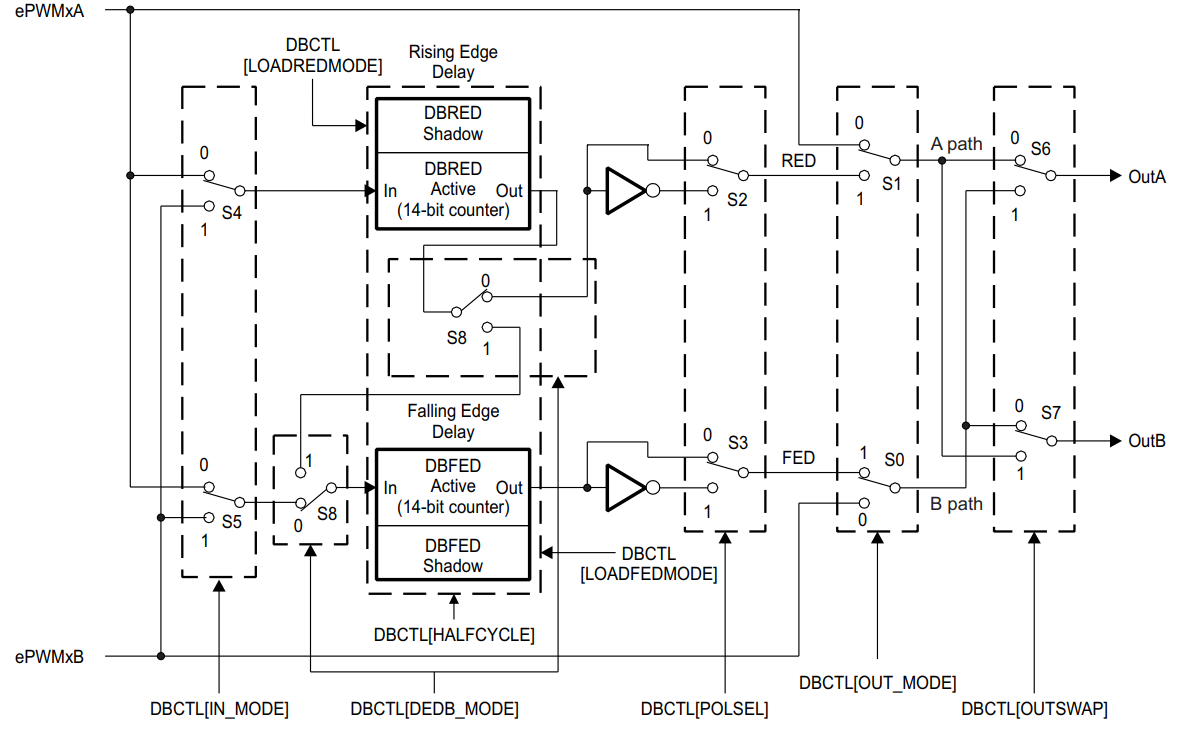 ePWMxA
DBCTL
[LOADREDMODE]
Rising Edge
Delay
DBRED
Shadow
DBRED
Active
(14-bit counter)
In
Out
0
S4
1
0
S8
1
0
S2
1
RED
0
S1
1
A path
0
S6
1
OutA
Falling Edge
Delay
DBFED
Active
(14-bit counter)
In
Out
DBFED
Shadow
0
S5
1
1
S8
0
0
S3
1
FED
1
S0
0
B path
0
S7
1
OutB
DBCTL
[LOADFEDMODE]
DBCTL[HALFCYCLE]
ePWMxB
DBCTL[IN_MODE]
DBCTL[DEDB_MODE]
DBCTL[POLSEL]
DBCTL[OUT_MODE]
DBCTL[OUTSWAP]